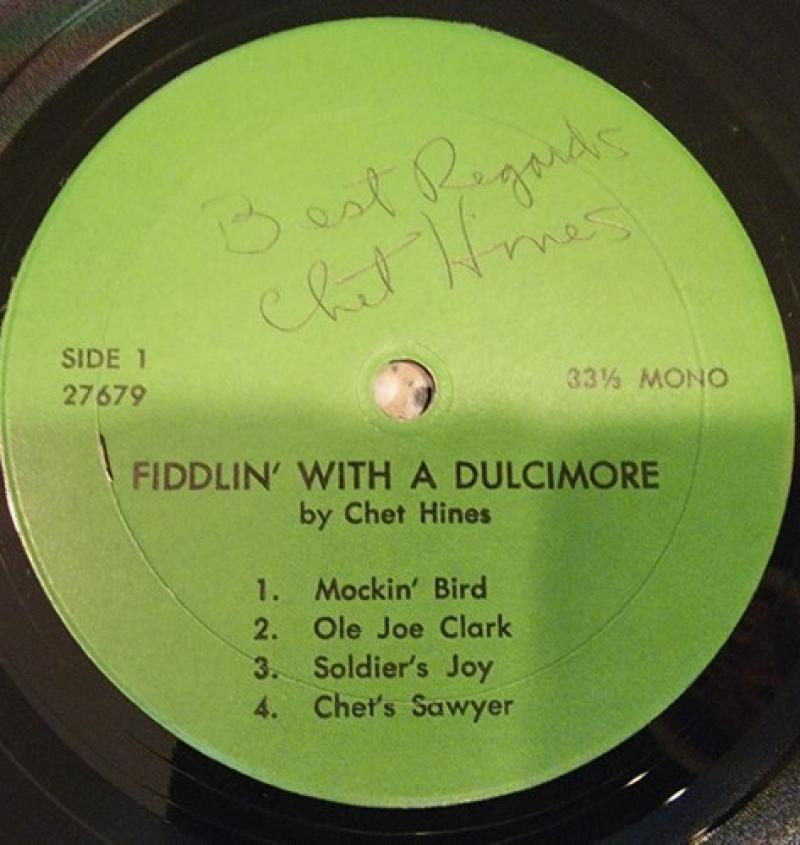 Best Regards
Chet Hines
SIDE 1
27679
33⅓ MONO
FIDDLIN' WITH A DULCIMORE
by Chet Hines
1. Mockin' Bird
2. Ole Joe Clark
3. Soldier's Joy
4. Chet's Sawyer